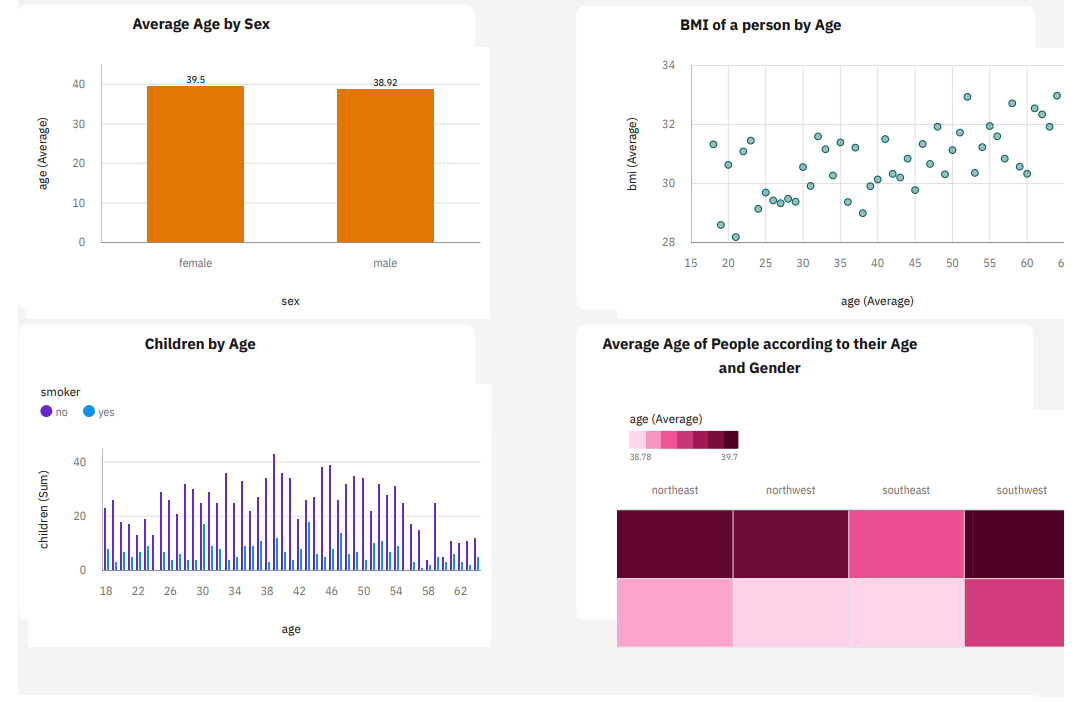 Average Age by Sex
age (Average)
40
30
20
10
0
39.5
38.92
female
male
sex
BMI of a person by Age
bmi (Average)
34
32
30
28
15
20
25
30
35
40
45
50
55
60
age (Average)
Children by Age
smoker
no
yes
children (Sum)
40
20
0
18
22
26
30
34
38
42
46
50
54
58
62
age
Average Age of People according to their Age
and Gender
age (Average)
38.78
39.7
northeast
northwest
southeast
southwest